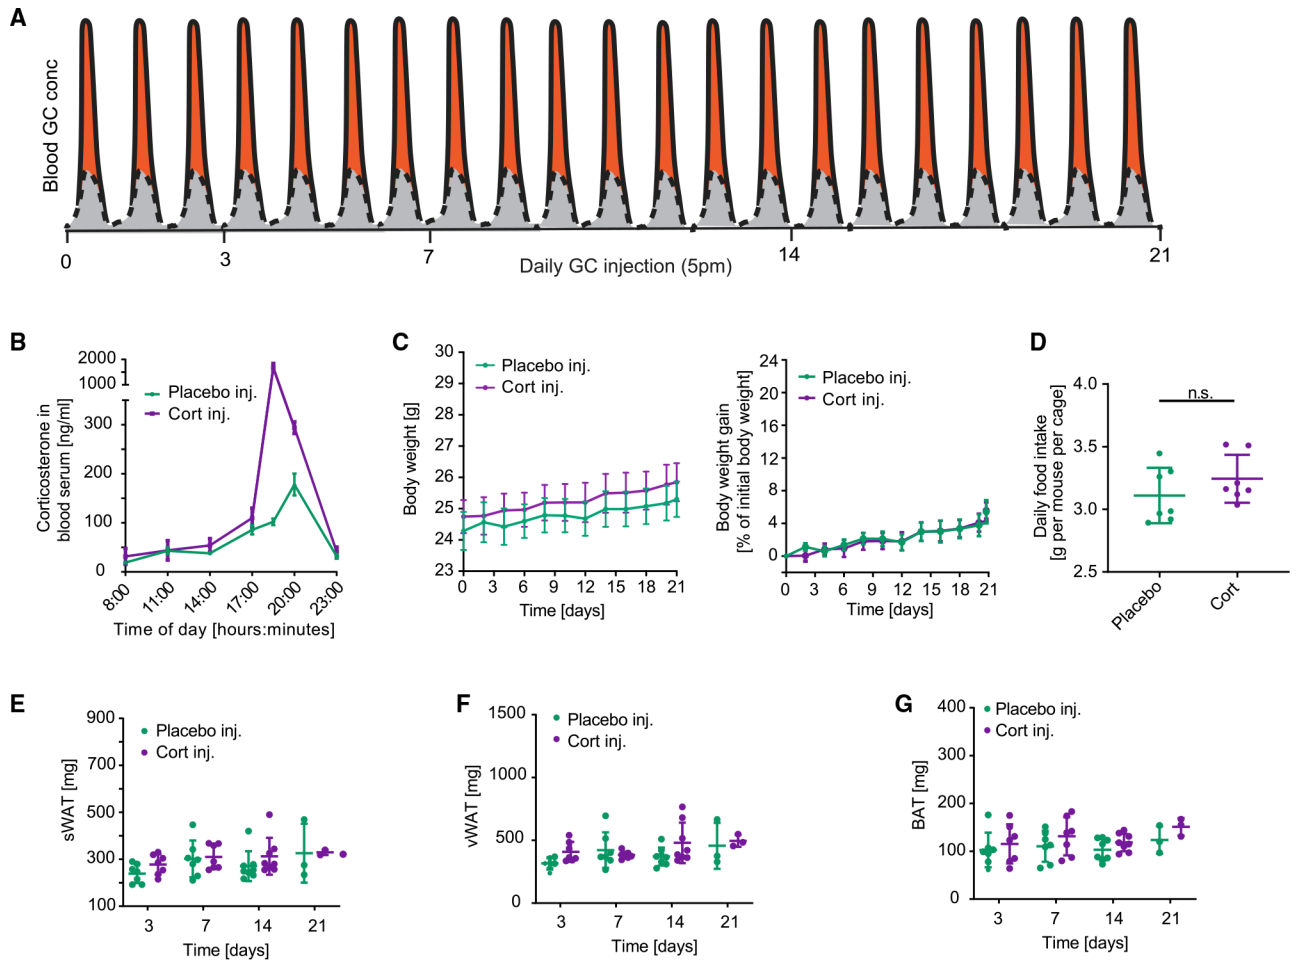 A
Blood GC conc
0 3 7 14 21
Daily GC injection (5pm)
B
Corticosterone in
blood serum [ng/ml]
2000
1000
300
200
100
0
Placebo inj.
Cort inj.
8:00 11:00 14:00 17:00 20:00 23:00
Time of day [hours:minutes]
C
Body weight [g]
30
29
28
27
26
25
24
23
Placebo inj.
Cort inj.
0 3 6 9 12 15 18 21
Time [days]
Body weight gain
[% of initial body weight]
24
20
16
12
8
4
0
Placebo inj.
Cort inj.
0 3 6 9 12 15 18 21
Time [days]
D
Daily food intake
[g per mouse per cage]
4.0
3.5
3.0
2.5
n.s.
Placebo Cort
E
sWAT [mg]
900
700
500
300
100
Placebo inj.
Cort inj.
3 7 14 21
Time [days]
F
vWAT [mg]
1500
1000
500
0
Placebo inj.
Cort inj.
3 7 14 21
Time [days]
G
BAT [mg]
400
300
200
100
0
Placebo inj.
Cort inj.
3 7 14 21
Time [days]